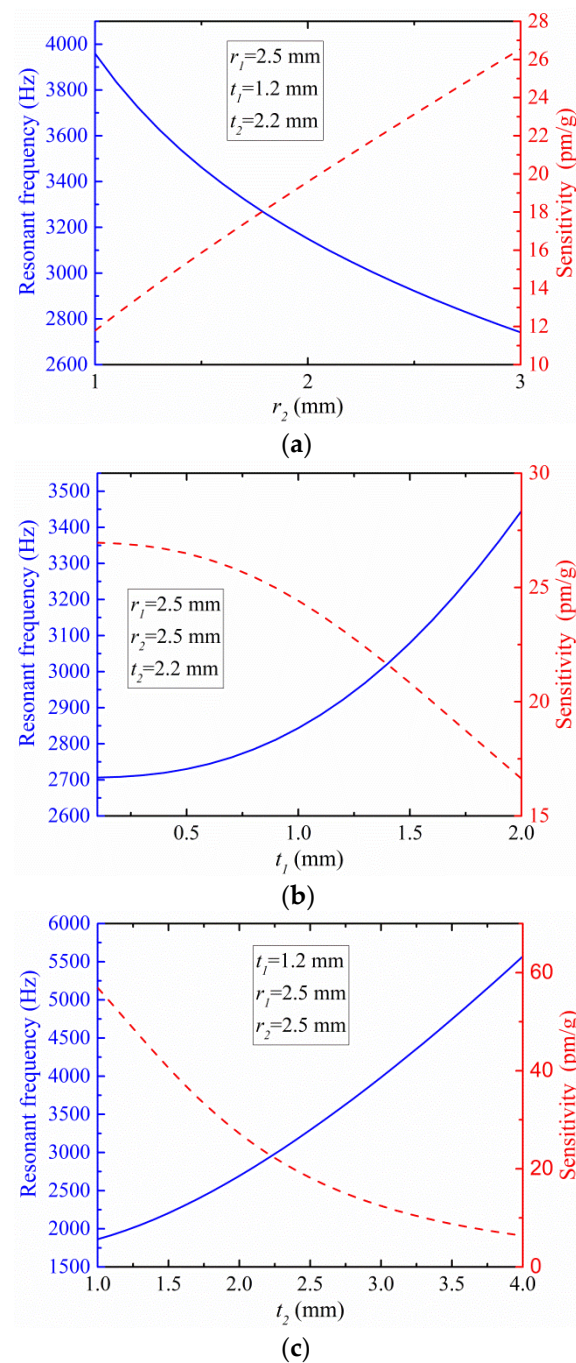 4000
3800
3600
3400
3200
3000
2800
2600
Resonant frequency (Hz)
r₁=2.5 mm
t₁=1.2 mm
t₂=2.2 mm
28
26
24
22
20
18
16
14
12
10
Sensitivity (pm/g)
1 2 3
r₂ (mm)
(a)
3500
3400
3300
3200
3100
3000
2900
2800
2700
2600
Resonant frequency (Hz)
r₁=2.5 mm
r₂=2.5 mm
t₂=2.2 mm
30
25
20
15
Sensitivity (pm/g)
0.5 1.0 1.5 2.0
t₁ (mm)
(b)
6000
5500
5000
4500
4000
3500
3000
2500
2000
1500
Resonant frequency (Hz)
t₁=1.2 mm
r₁=2.5 mm
r₂=2.5 mm
60
40
20
0
Sensitivity (pm/g)
1.0 1.5 2.0 2.5 3.0 3.5 4.0
t₂ (mm)
(c)